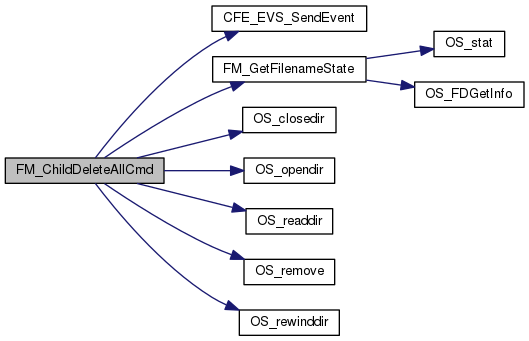 CFE_EVS_SendEvent
FM_GetFilenameState
OS_stat
OS_FDGetInfo
OS_closedir
FM_ChildDeleteAllCmd
OS_opendir
OS_readdir
OS_remove
OS_rewinddir